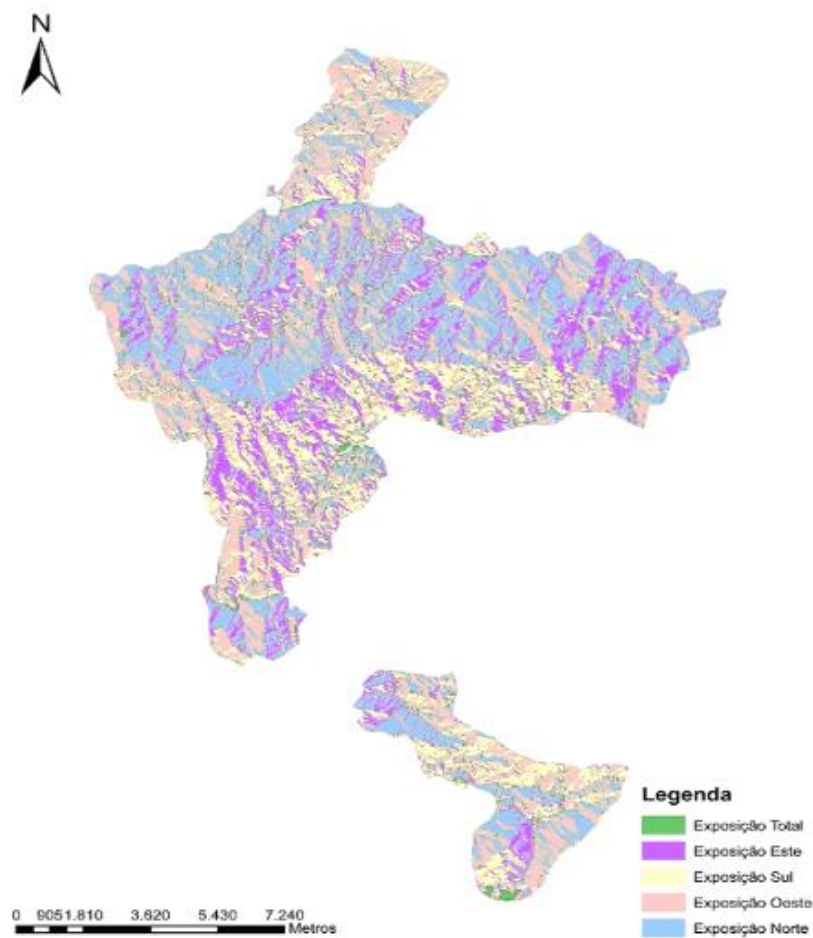 N
Legenda
Exposição Total
Exposição Este
Exposição Sul
Exposição Oeste
Exposição Norte
0 9051.810 3.620 5.430 7.240
Metros